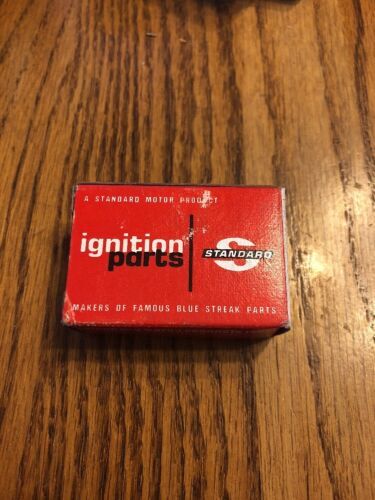 A STANDARD MOTOR PRODUCT
ignition
parts
S
STANDARD
MAKERS OF FAMOUS BLUE STREAK PARTS